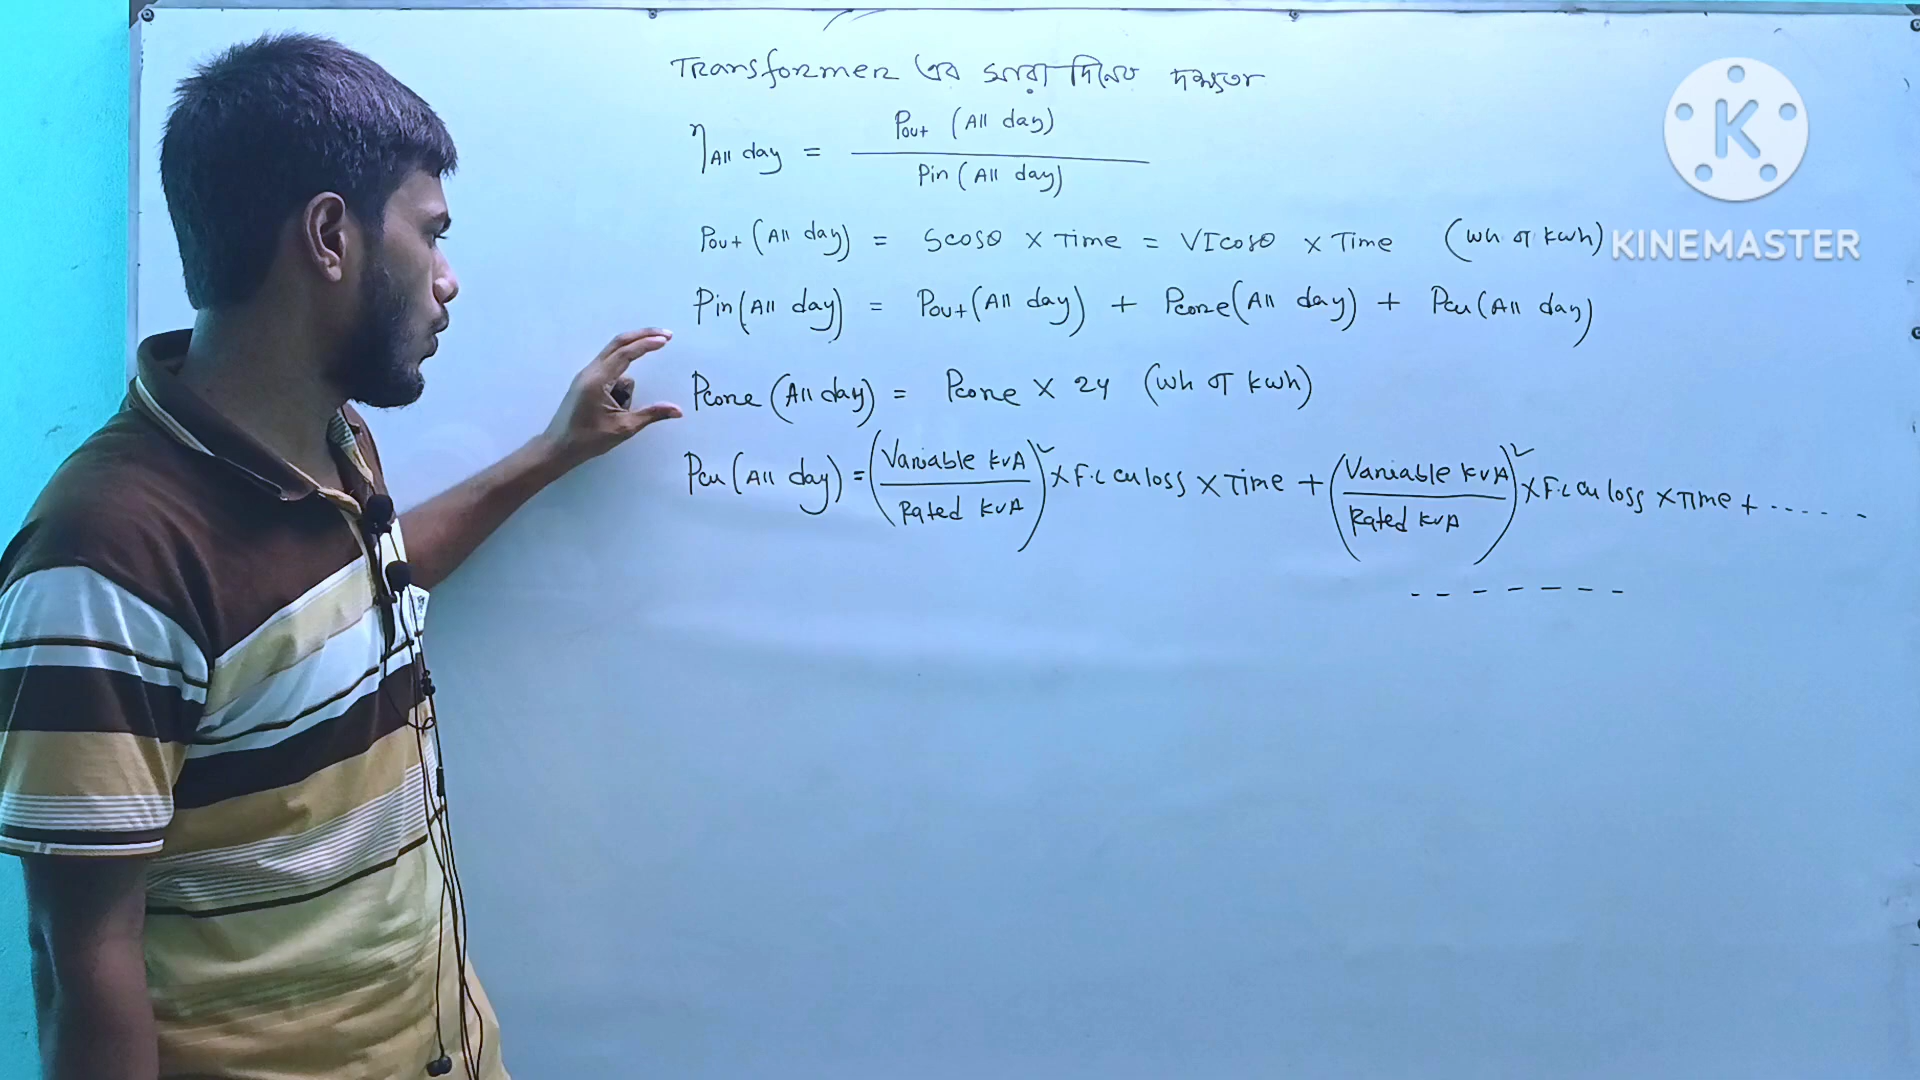 Transformer এর সারা দিনের দক্ষতা
η All day = Pout (All day) / Pin (All day)
Pout (All day) = Scosθ × Time = VIcosθ × Time (Wh বা kwh)
Pin (All day) = Pout (All day) + Pcore (All day) + Pcu (All day)
Pcore (All day) = Pcore × 24 (Wh বা kwh)
Pcu (All day) = (Variable kVA / Rated kVA)² × F.L cu loss × Time + (Variable kVA / Rated kVA)² × F.L cu loss × Time + ......
- - - - - - -
K
KINEMASTER